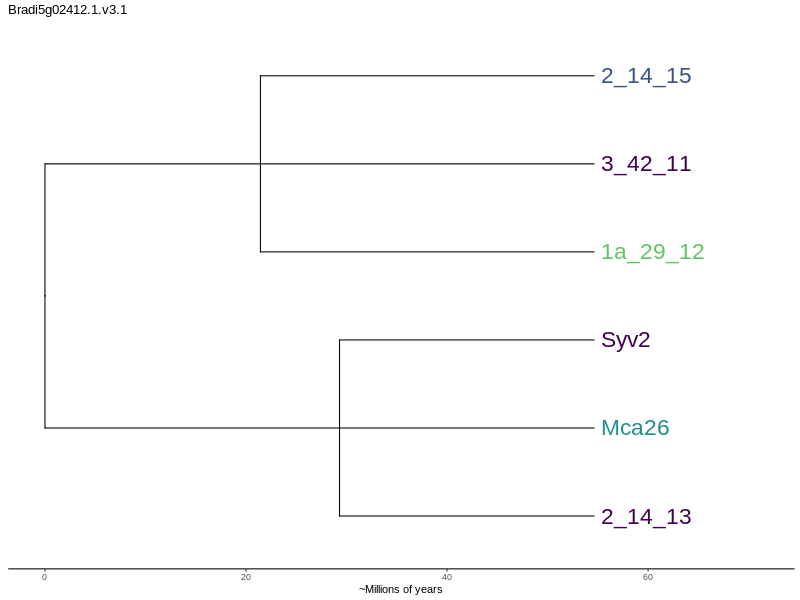 Bradi5g02412.1.v3.1
2_14_15
3_42_11
1a_29_12
Syv2
Mca26
2_14_13
0 20 40 60
~Millions of years